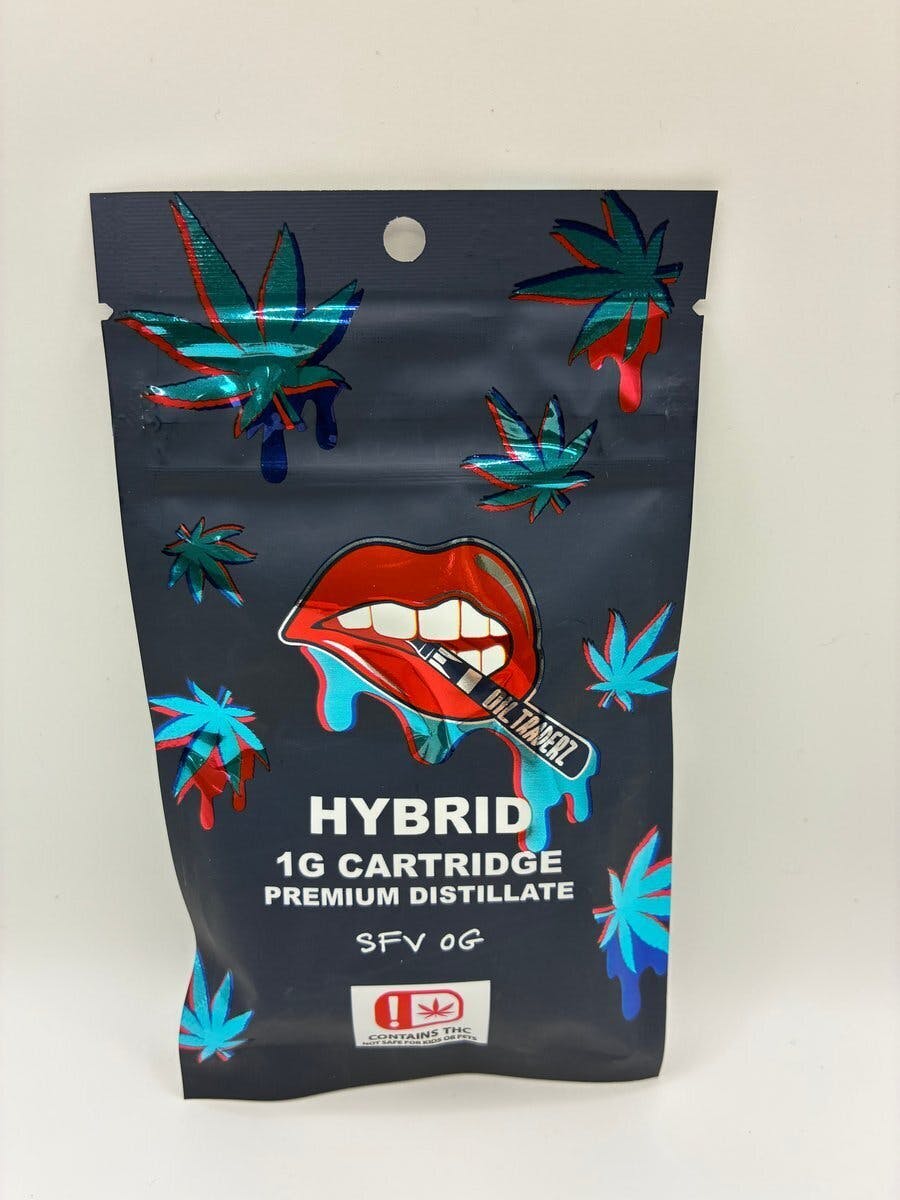 OIL TRADERZ
HYBRID
1G CARTRIDGE
PREMIUM DISTILLATE
SFV OG
!
CONTAINS THC
NOT SAFE FOR KIDS OR PETS